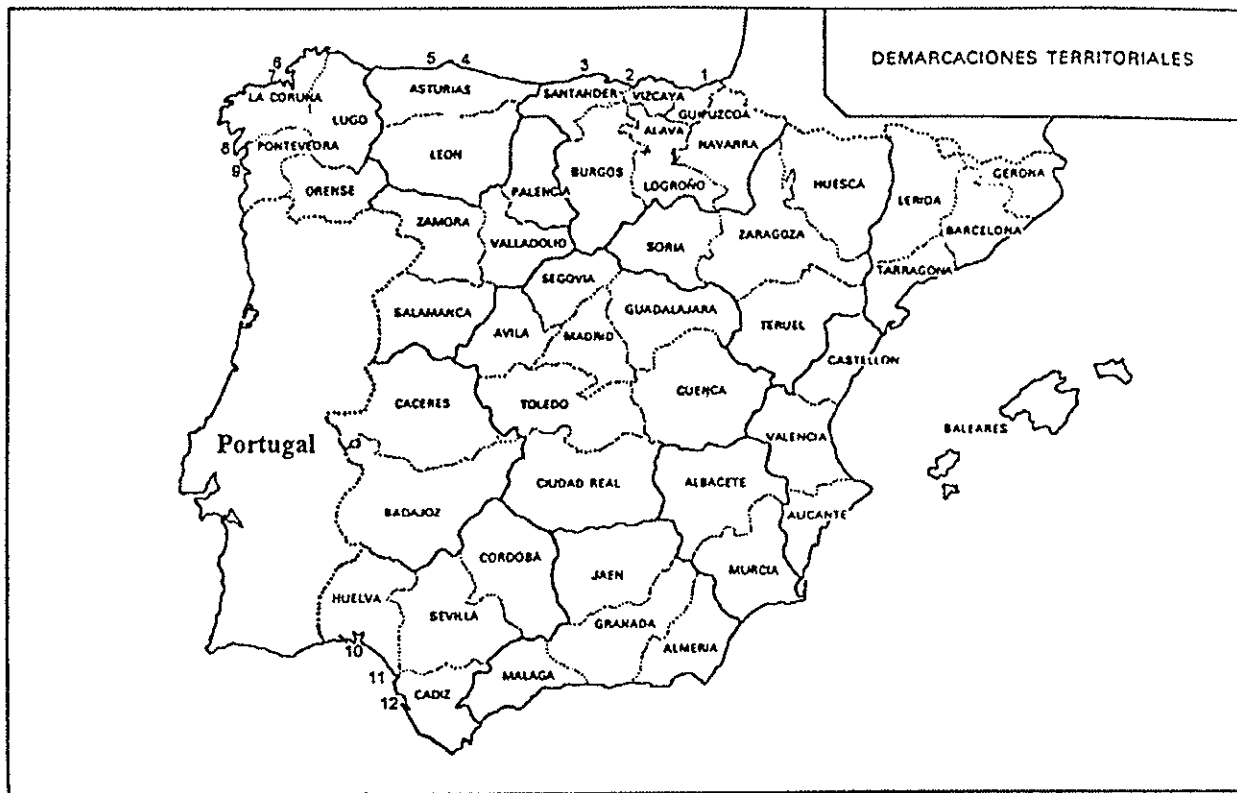 DEMARCACIONES TERRITORIALES
6 5 4 3 2 1
7
LA CORUÑA LUGO ASTURIAS SANTANDER VIZCAYA GUIPUZCOA
ALAVA NAVARRA
8 PONTEVEDRA LEON BURGOS HUESCA GERONA
9 ORENSE PALENCIA LOGROÑO LERIDA
ZAMORA VALLADOLID SORIA ZARAGOZA BARCELONA
SEGOVIA TARRAGONA
SALAMANCA AVILA MADRID GUADALAJARA TERUEL
CASTELLON
CACERES TOLEDO CUENCA
Portugal VALENCIA BALEARES
CIUDAD REAL ALBACETE
BADAJOZ ALICANTE
CORDOBA JAEN MURCIA
HUELVA SEVILLA GRANADA
10 ALMERIA
11 MALAGA
12 CADIZ